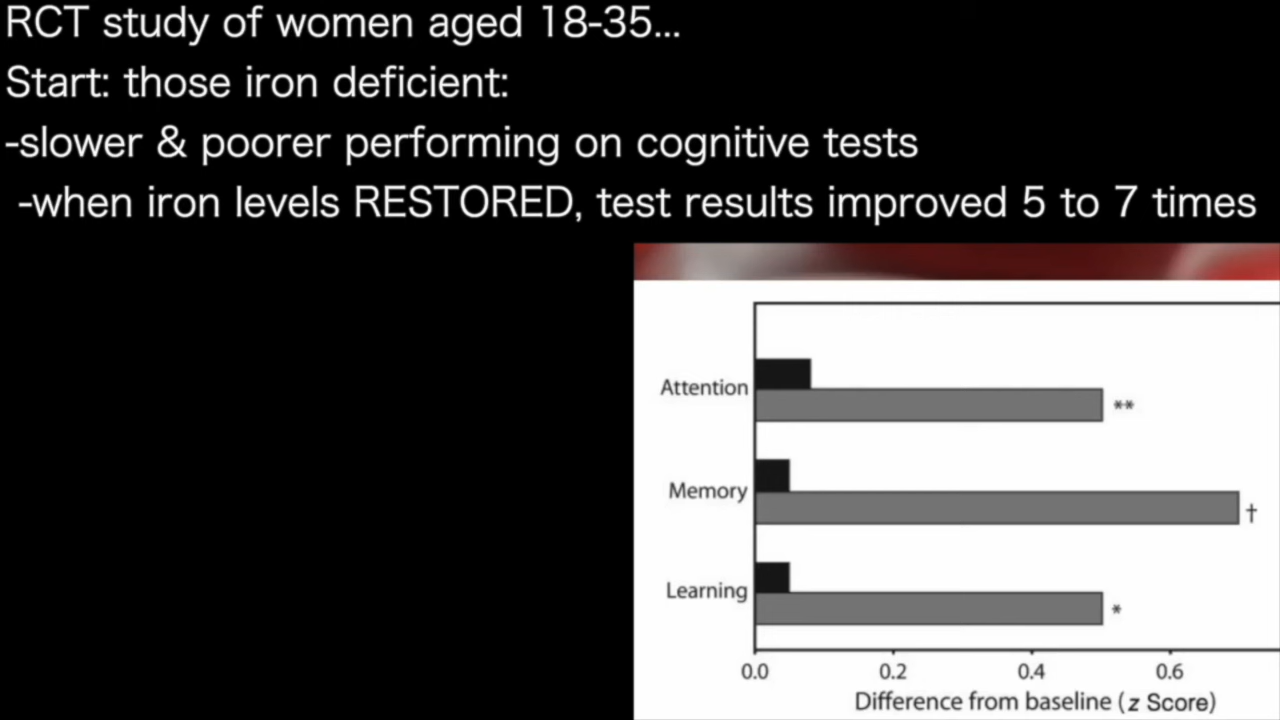 RCT study of women aged 18-35...
Start: those iron deficient:
-slower & poorer performing on cognitive tests
-when iron levels RESTORED, test results improved 5 to 7 times
Attention
**
Memory
†
Learning
*
0.0 0.2 0.4 0.6
Difference from baseline (z Score)